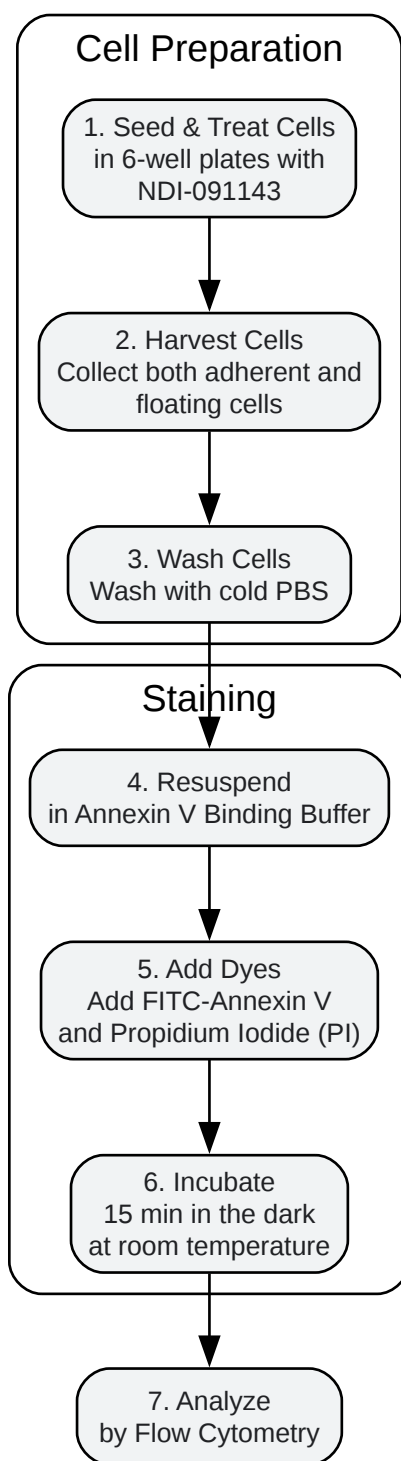 Cell Preparation
1. Seed & Treat Cells
in 6-well plates with
NDI-091143
2. Harvest Cells
Collect both adherent and
floating cells
3. Wash Cells
Wash with cold PBS
Staining
4. Resuspend
in Annexin V Binding Buffer
5. Add Dyes
Add FITC-Annexin V
and Propidium Iodide (PI)
6. Incubate
15 min in the dark
at room temperature
7. Analyze
by Flow Cytometry